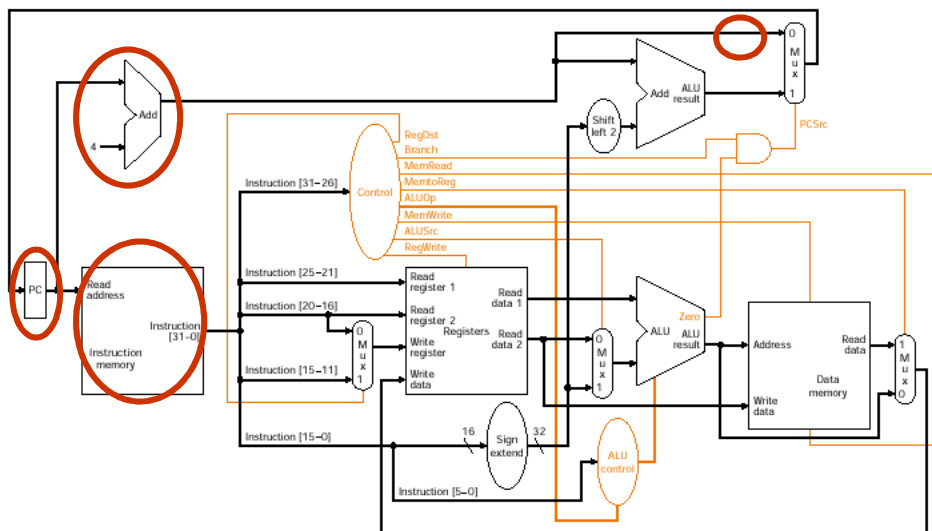 0
M
u
x
1
Add
ALU
result
Add
Shift
left 2
4
PCSrc
RegDst
Branch
MemRead
MemtoReg
ALUOp
MemWrite
ALUSrc
RegWrite
Control
Instruction [31–26]
Instruction [25–21]
Instruction [20–16]
Instruction [15–11]
Instruction [15–0]
Instruction [5–0]
PC
Read
address
Instruction
[31–0]
Instruction
memory
0
M
u
x
1
Read
register 1
Read
register 2
Write
register
Write
data
Registers
Read
data 1
Read
data 2
0
M
u
x
1
Zero
ALU
ALU
result
Address
Write
data
Read
data
Data
memory
1
M
u
x
0
16
Sign
extend
32
ALU
control